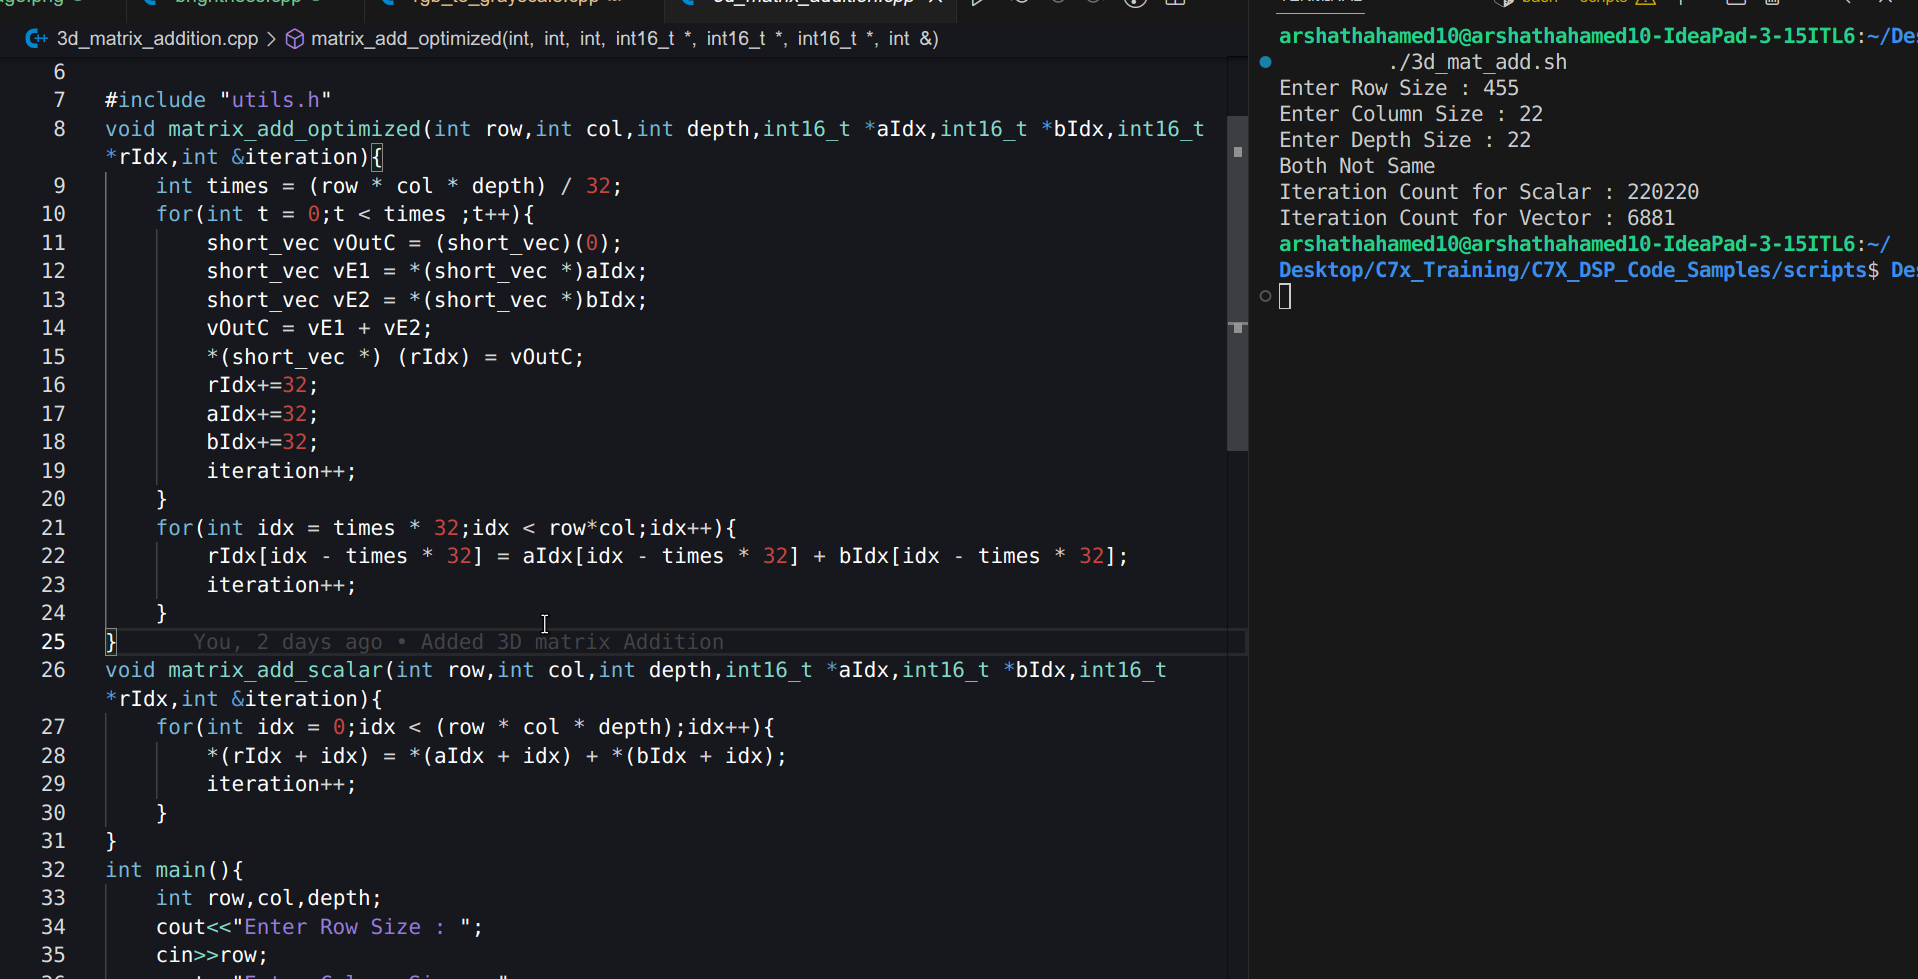 3d_matrix_addition.cpp > matrix_add_optimized(int, int, int, int16_t *, int16_t *, int16_t *, int &)
6
7 #include "utils.h"
8 void matrix_add_optimized(int row,int col,int depth,int16_t *aIdx,int16_t *bIdx,int16_t
*rIdx,int &iteration){
9 int times = (row * col * depth) / 32;
10 for(int t = 0;t < times ;t++){
11 short_vec vOutC = (short_vec)(0);
12 short_vec vE1 = *(short_vec *)aIdx;
13 short_vec vE2 = *(short_vec *)bIdx;
14 vOutC = vE1 + vE2;
15 *(short_vec *) (rIdx) = vOutC;
16 rIdx+=32;
17 aIdx+=32;
18 bIdx+=32;
19 iteration++;
20 }
21 for(int idx = times * 32;idx < row*col;idx++){
22 rIdx[idx - times * 32] = aIdx[idx - times * 32] + bIdx[idx - times * 32];
23 iteration++;
24 }
25 } You, 2 days ago • Added 3D matrix Addition
26 void matrix_add_scalar(int row,int col,int depth,int16_t *aIdx,int16_t *bIdx,int16_t
*rIdx,int &iteration){
27 for(int idx = 0;idx < (row * col * depth);idx++){
28 *(rIdx + idx) = *(aIdx + idx) + *(bIdx + idx);
29 iteration++;
30 }
31 }
32 int main(){
33 int row,col,depth;
34 cout<<"Enter Row Size : ";
35 cin>>row;
arshathahamed10@arshathahamed10-IdeaPad-3-15ITL6:~/Des
./3d_mat_add.sh
Enter Row Size : 455
Enter Column Size : 22
Enter Depth Size : 22
Both Not Same
Iteration Count for Scalar : 220220
Iteration Count for Vector : 6881
arshathahamed10@arshathahamed10-IdeaPad-3-15ITL6:~/
Desktop/C7x_Training/C7X_DSP_Code_Samples/scripts$ Des